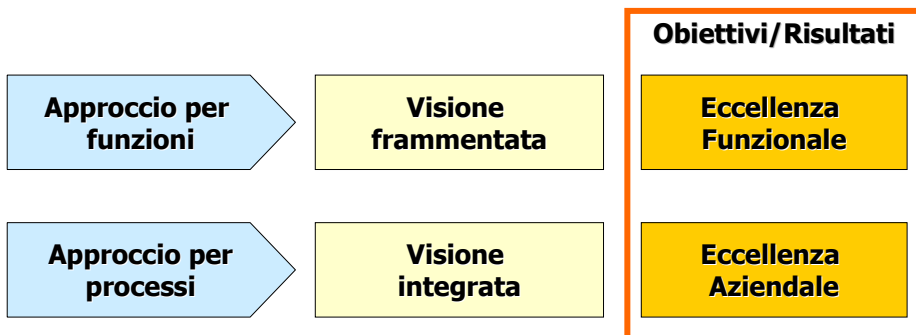 Obiettivi/Risultati
Approccio per
funzioni
Visione
frammentata
Eccellenza
Funzionale
Approccio per
processi
Visione
integrata
Eccellenza
Aziendale